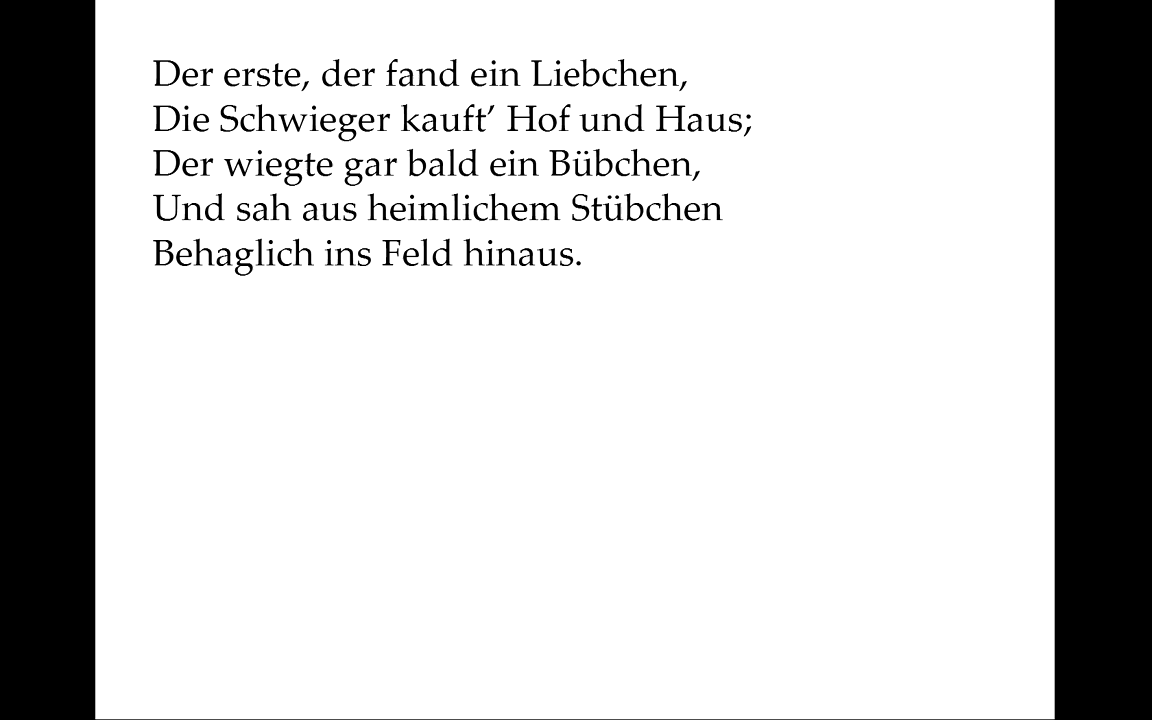 Der erste, der fand ein Liebchen,
Die Schwieger kauft’ Hof und Haus;
Der wiegte gar bald ein Bübchen,
Und sah aus heimlichem Stübchen
Behaglich ins Feld hinaus.